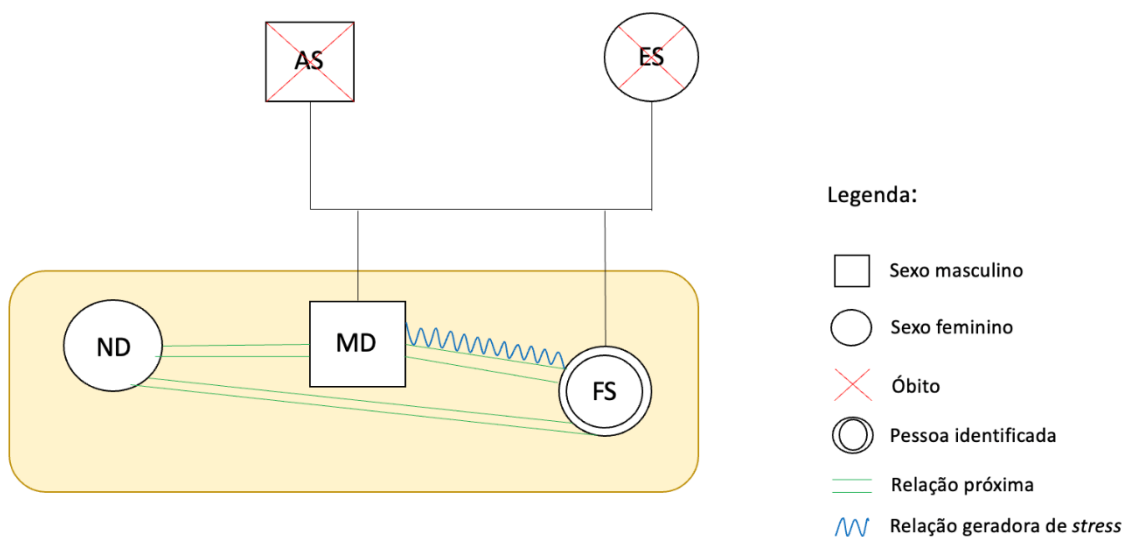 AS
ES
Legenda:
Sexo masculino
Sexo feminino
ND
MD
FS
Óbito
Pessoa identificada
Relação próxima
Relação geradora de stress